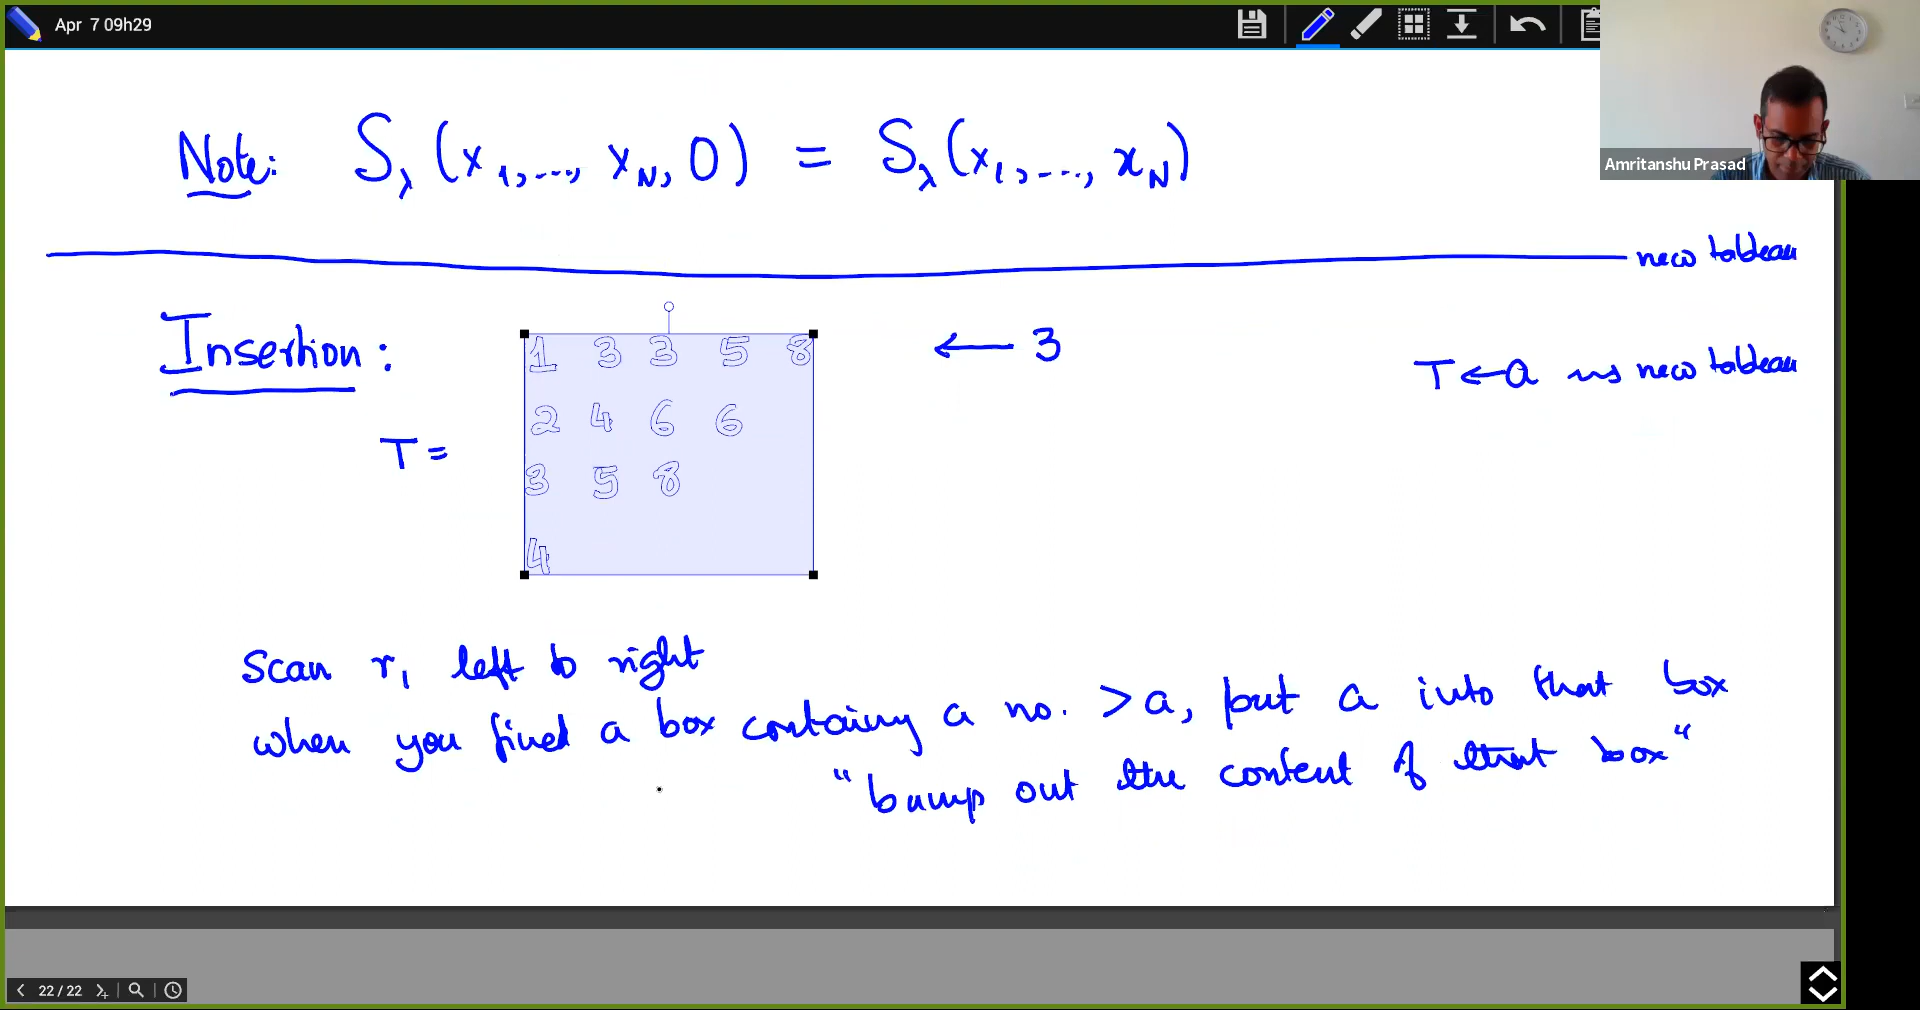 Apr 7 09h29
Amritanshu Prasad
Note: S_λ (x_1, ..., x_N, 0) = S_λ (x_1, ..., x_N)
new tableau
Insertion:
1 3 3 5 8
← 3
T ← a ⇝ new tableau
2 4 6 6
T =
3 5 8
4
Scan r_1 left to right
when you find a box containing a no. > a, put a into that box
"bump out the content of that box"
22 / 22